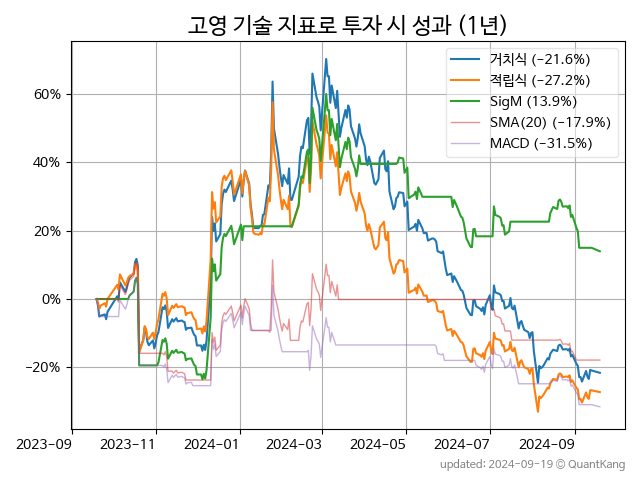 고영 기술 지표로 투자 시 성과 (1년)
거치식 (−21.6%)
적립식 (−27.2%)
SigM (13.9%)
SMA(20) (−17.9%)
MACD (−31.5%)
60%
40%
20%
0%
−20%
2023-09 2023-11 2024-01 2024-03 2024-05 2024-07 2024-09
updated: 2024-09-19 © QuantKang